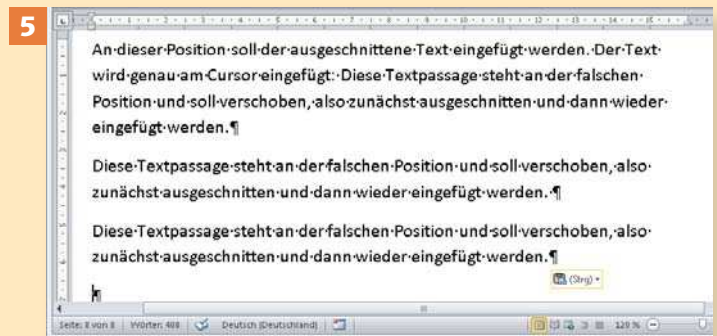 5
An dieser Position soll der ausgeschnittene Text eingefügt werden. Der Text
wird genau am Cursor eingefügt: Diese Textpassage steht an der falschen
Position und soll verschoben, also zunächst ausgeschnitten und dann wieder
eingefügt werden.¶
Diese Textpassage steht an der falschen Position und soll verschoben, also
zunächst ausgeschnitten und dann wieder eingefügt werden. ¶
Diese Textpassage steht an der falschen Position und soll verschoben, also
zunächst ausgeschnitten und dann wieder eingefügt werden.¶
(Strg)
¶
Seite: 8 von 8 Wörter: 408 Deutsch (Deutschland) 120 %